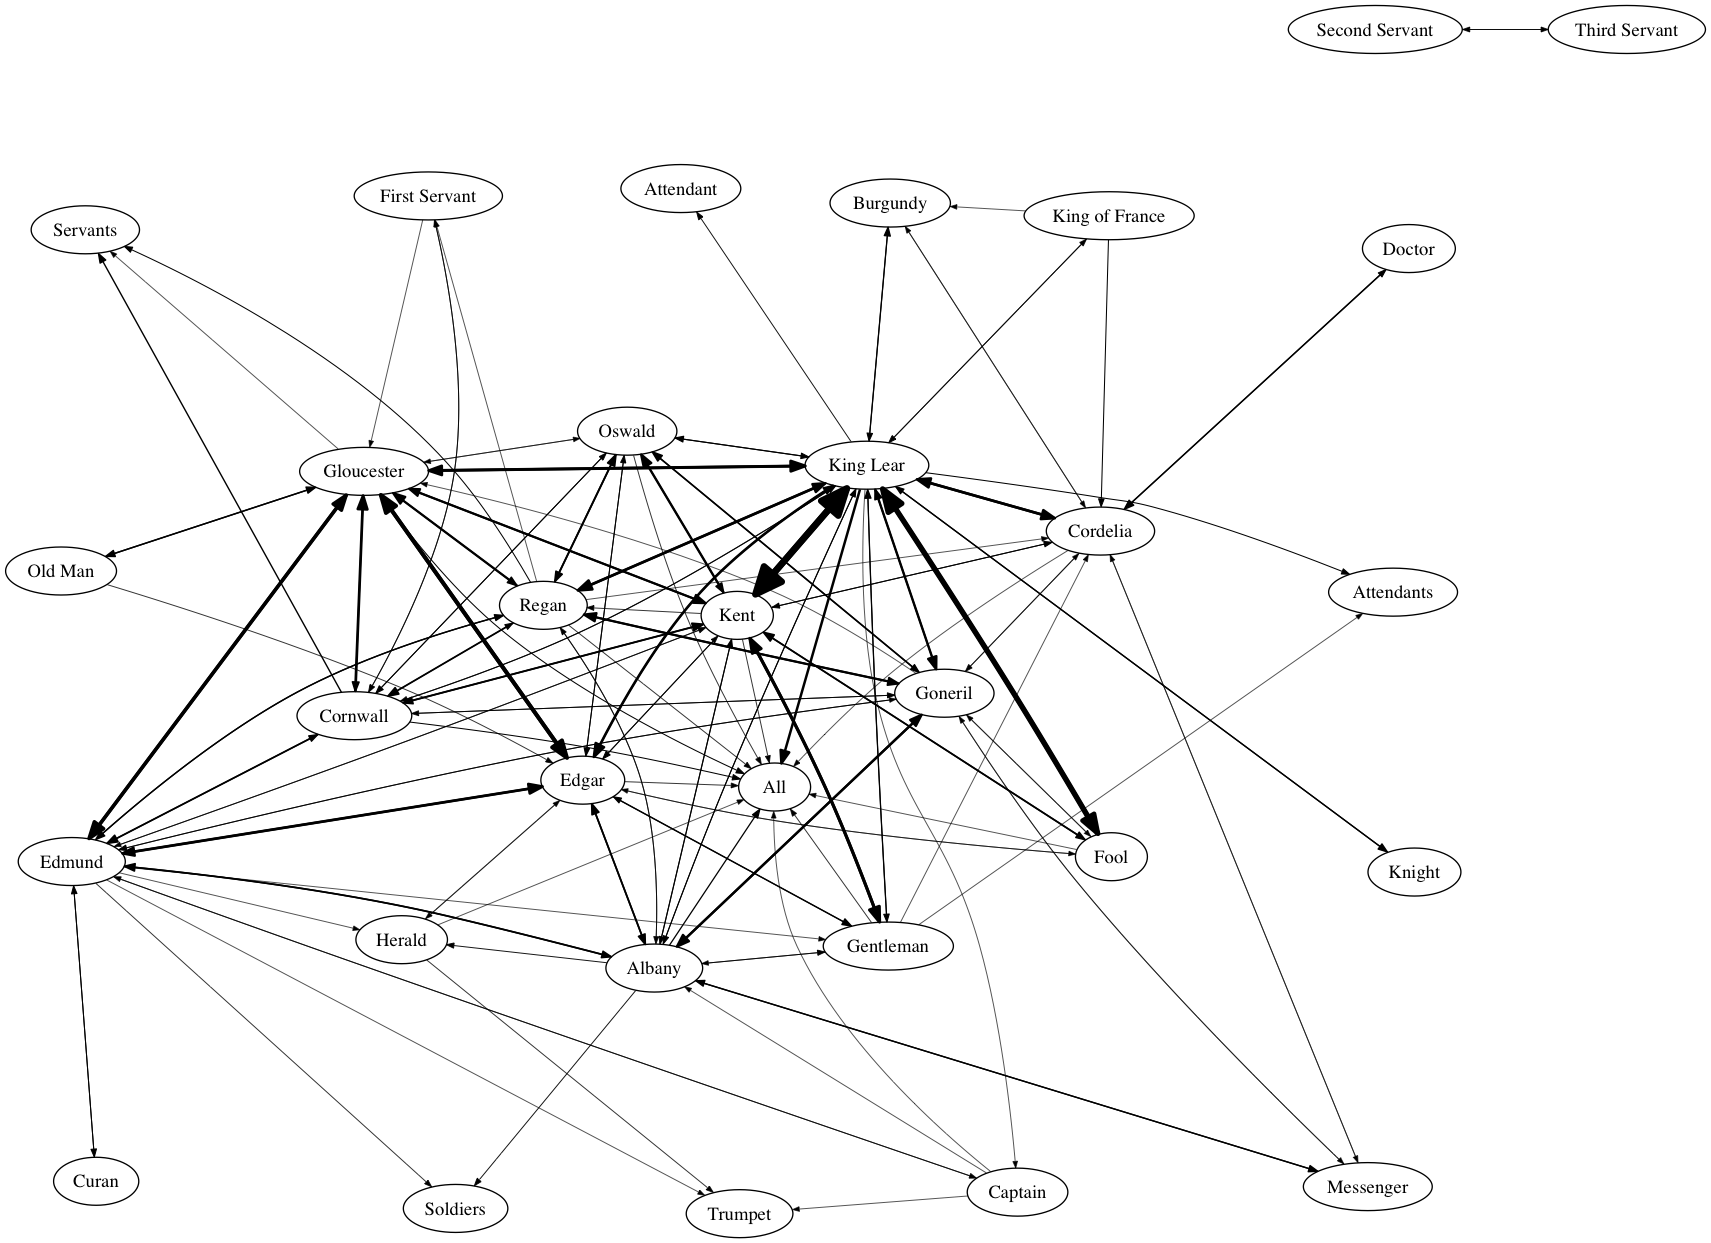 Second Servant
Third Servant
First Servant
Attendant
Burgundy
King of France
Servants
Doctor
Oswald
Gloucester
King Lear
Cordelia
Old Man
Attendants
Regan
Kent
Goneril
Cornwall
Edgar
All
Edmund
Fool
Knight
Herald
Gentleman
Albany
Curan
Messenger
Captain
Soldiers
Trumpet